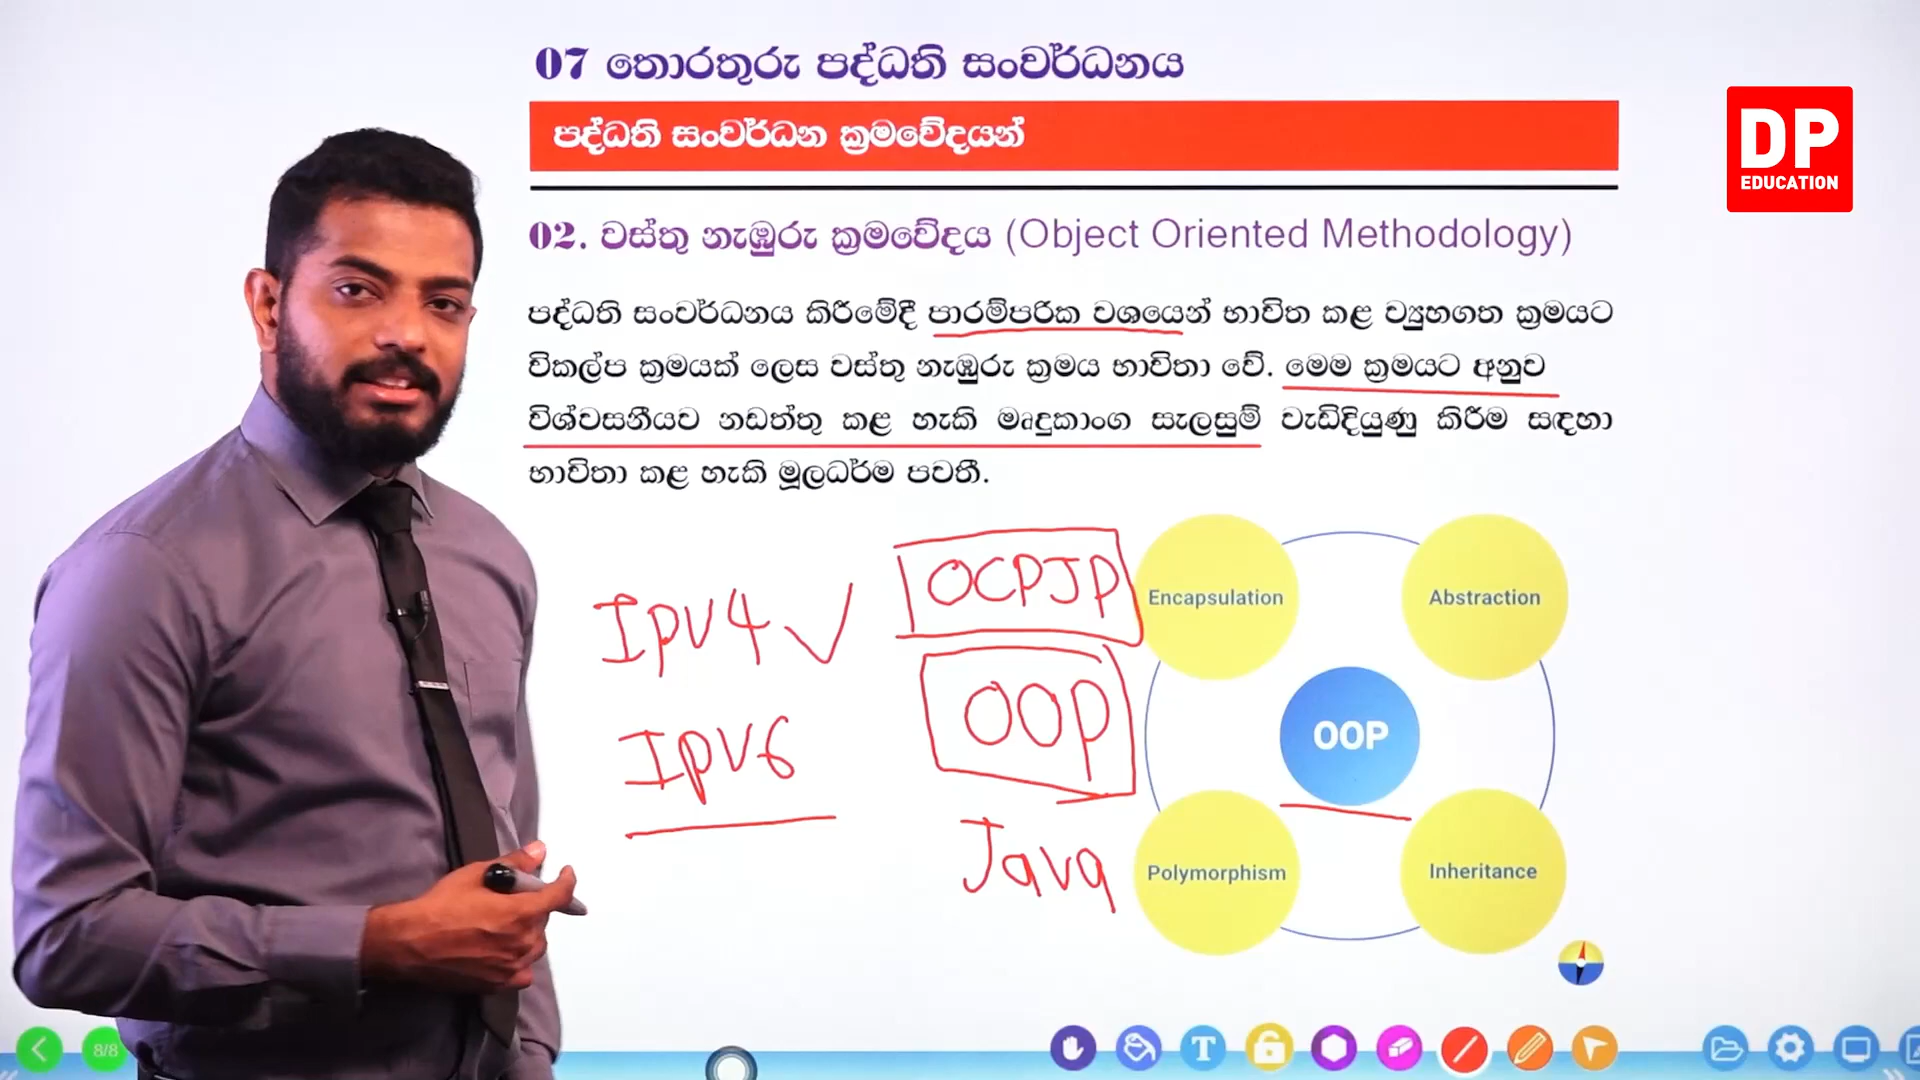 07 තොරතුරු පද්ධති සංවර්ධනය
පද්ධති සංවර්ධන ක්‍රමවේදයන්
DP
EDUCATION
02. වස්තු නැඹුරු ක්‍රමවේදය (Object Oriented Methodology)
පද්ධති සංවර්ධනය කිරීමේදී පාරම්පරික වශයෙන් භාවිත කළ ව්‍යුහගත ක්‍රමයට
විකල්ප ක්‍රමයක් ලෙස වස්තු නැඹුරු ක්‍රමය භාවිතා වේ. මෙම ක්‍රමයට අනුව
විශ්වසනීයව නඩත්තු කළ හැකි මෘදුකාංග සැලසුම් වැඩිදියුණු කිරීම සඳහා
භාවිතා කළ හැකි මූලධර්ම පවතී.
IPV4
IPV6
OCPJP
OOP
Java
Encapsulation
Abstraction
OOP
Polymorphism
Inheritance
8/8
T